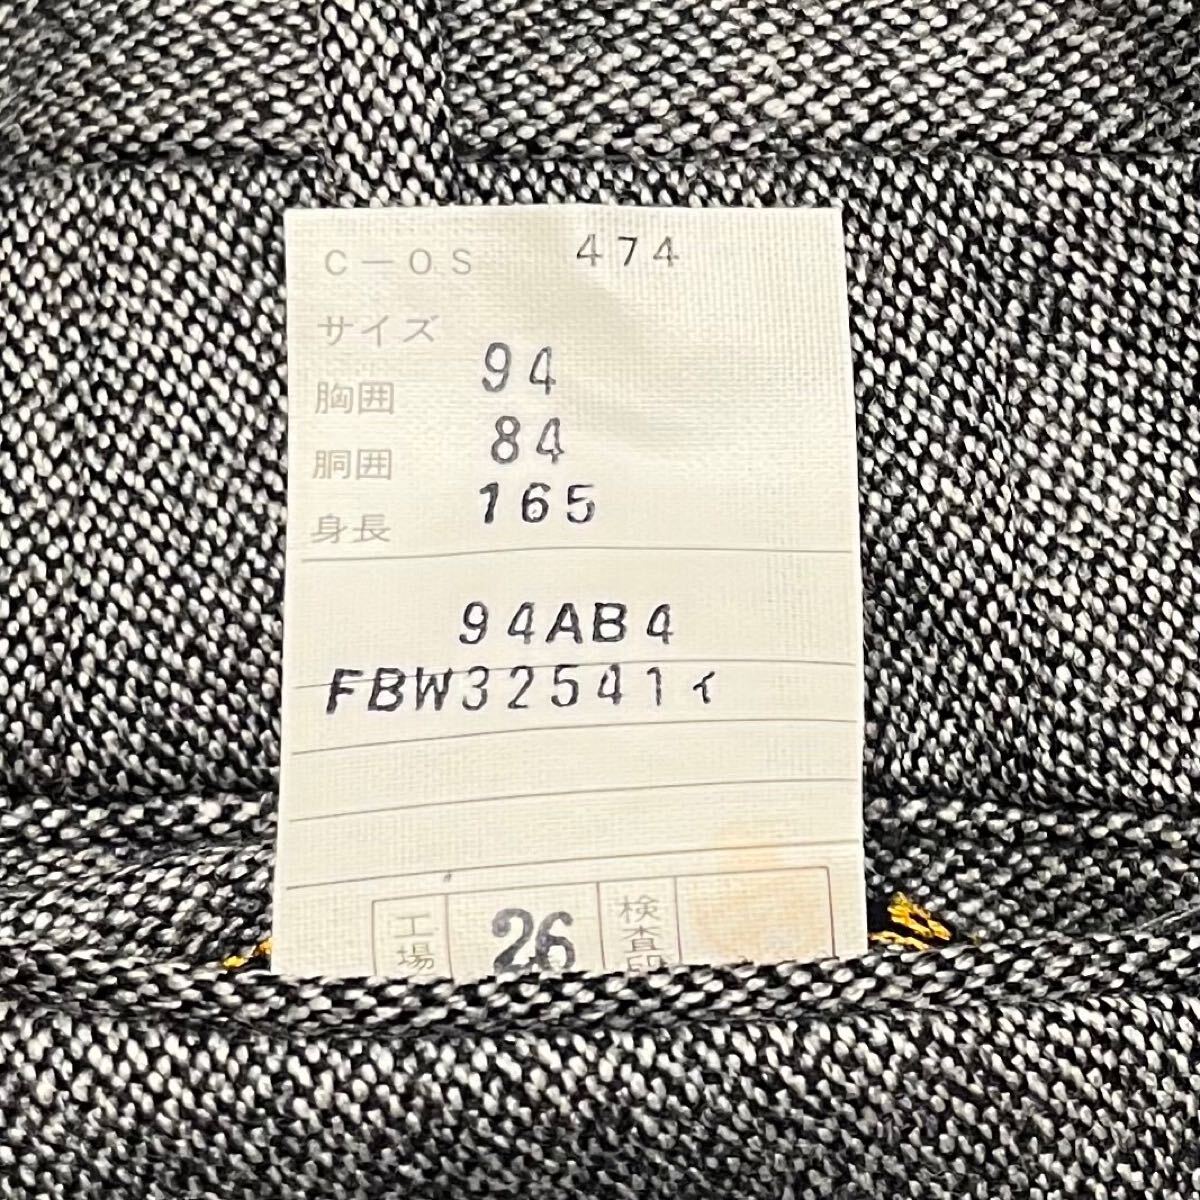 C－OS 474
サイズ
胸囲 94
胴囲 84
身長 165
94AB4
FBW32541ィ
工場 26 検査印